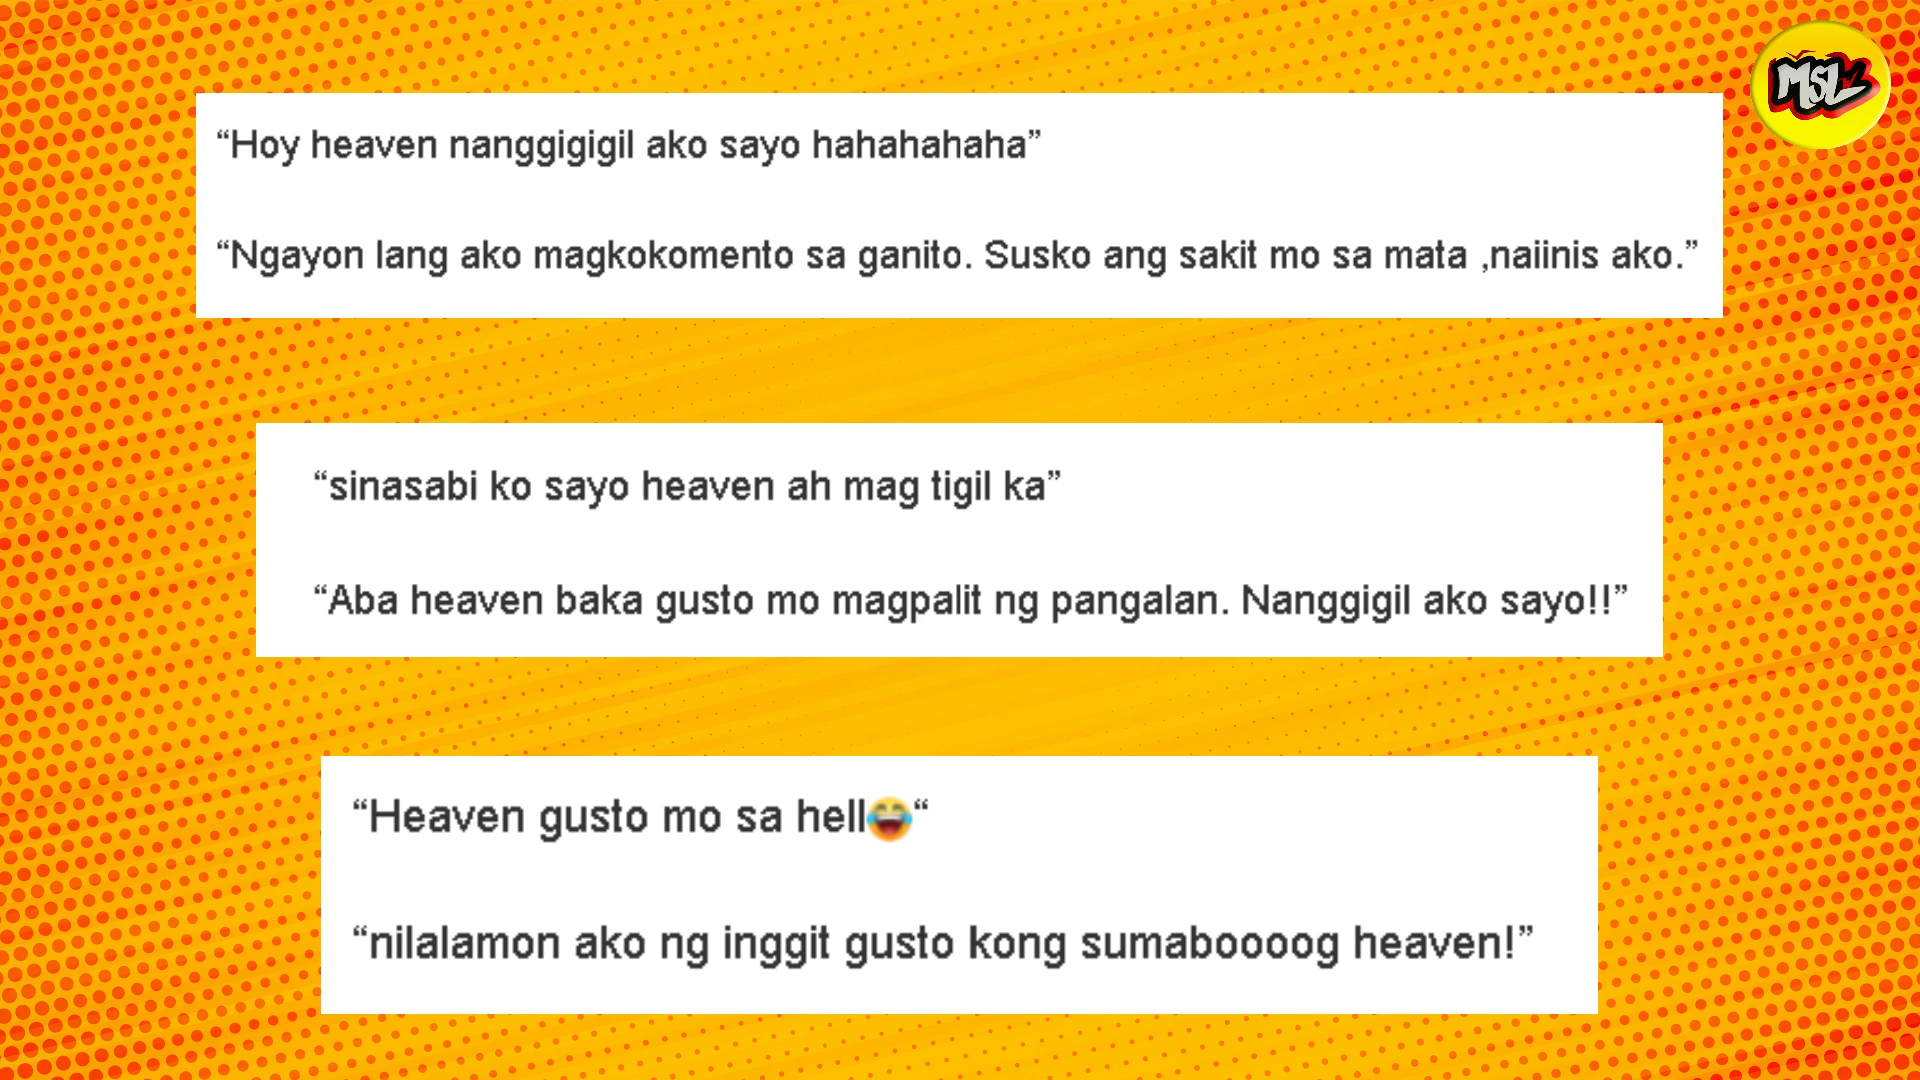 MSL
“Hoy heaven nanggigigil ako sayo hahahahaha”
“Ngayon lang ako magkokomento sa ganito. Susko ang sakit mo sa mata ,naiinis ako.”
“sinasabi ko sayo heaven ah mag tigil ka”
“Aba heaven baka gusto mo magpalit ng pangalan. Nanggigil ako sayo!!”
“Heaven gusto mo sa hell😂“
“nilalamon ako ng inggit gusto kong sumaboooog heaven!”